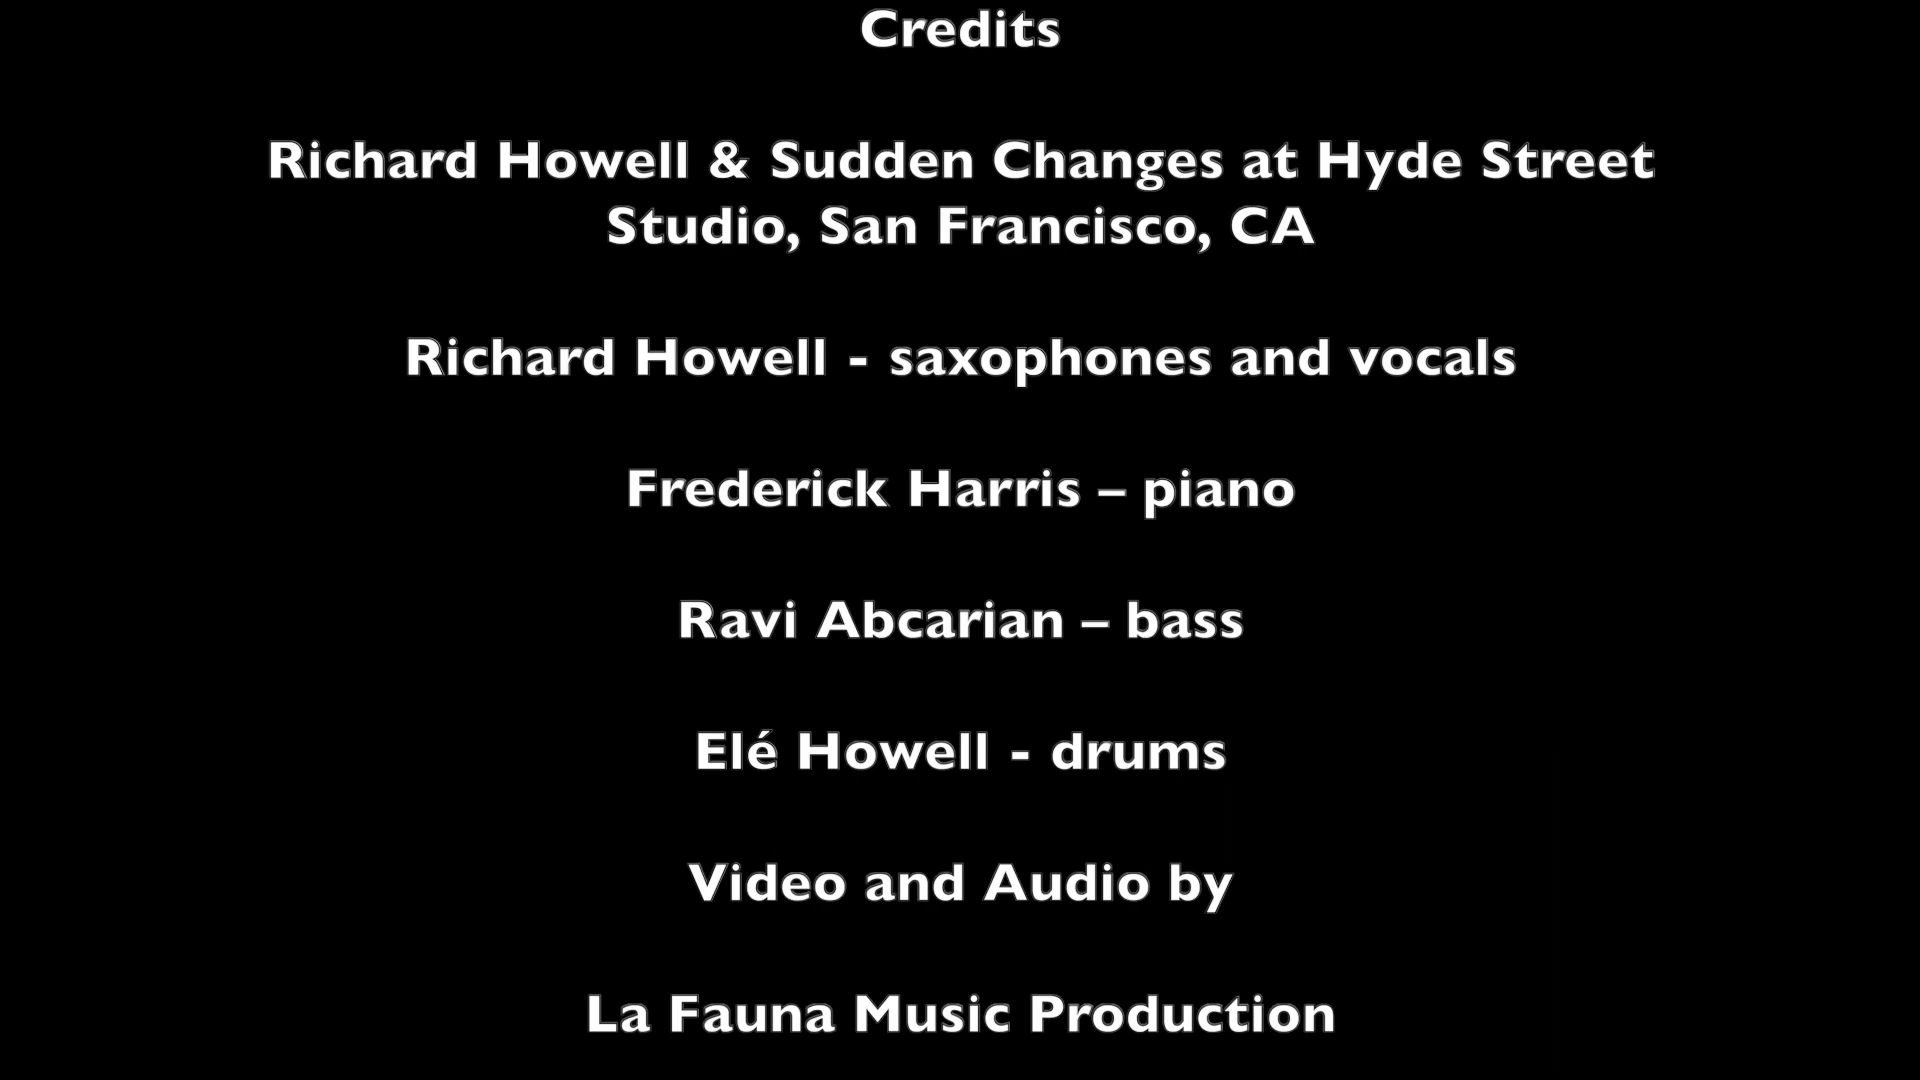 Credits
Richard Howell & Sudden Changes at Hyde Street
Studio, San Francisco, CA
Richard Howell - saxophones and vocals
Frederick Harris – piano
Ravi Abcarian – bass
Elé Howell - drums
Video and Audio by
La Fauna Music Production